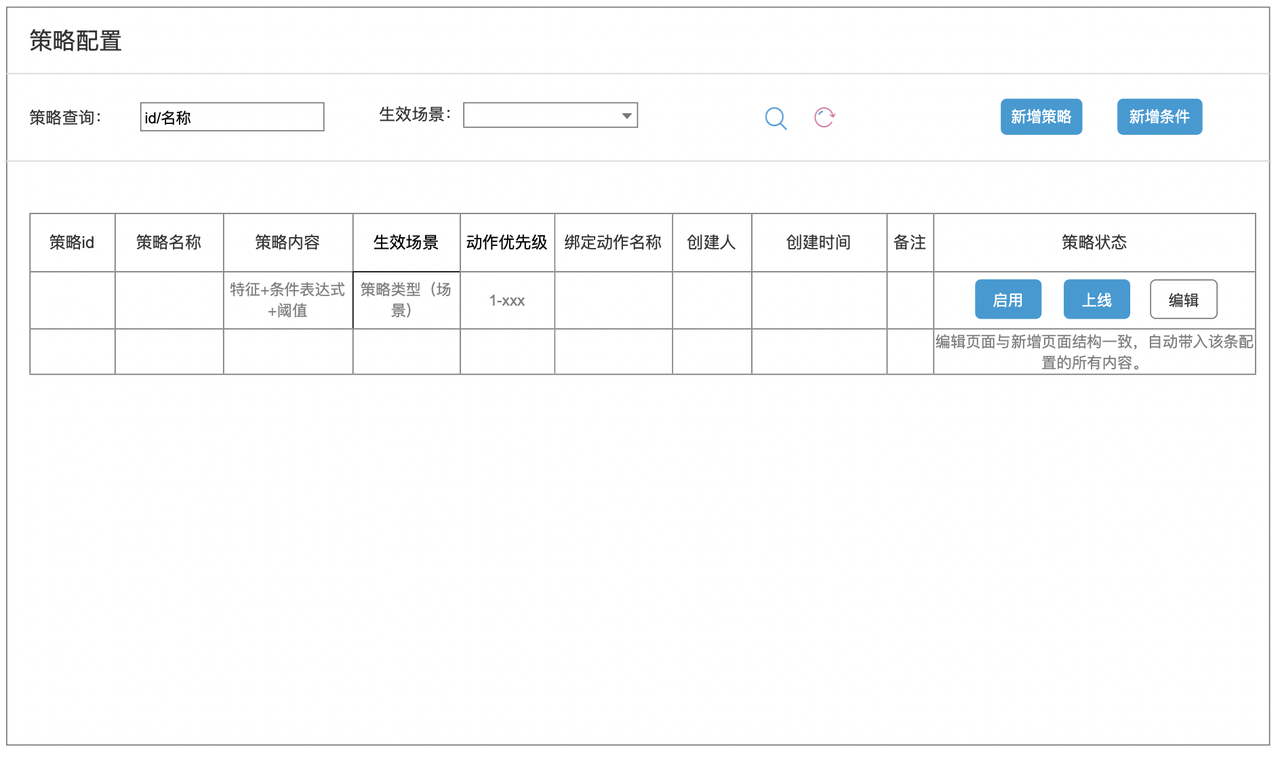 策略配置
策略查询：
id/名称
生效场景：
新增策略
新增条件
策略id
策略名称
策略内容
生效场景
动作优先级
绑定动作名称
创建人
创建时间
备注
策略状态
特征+条件表达式
+阈值
策略类型（场
景）
1-xxx
启用
上线
编辑
编辑页面与新增页面结构一致，自动带入该条配
置的所有内容。